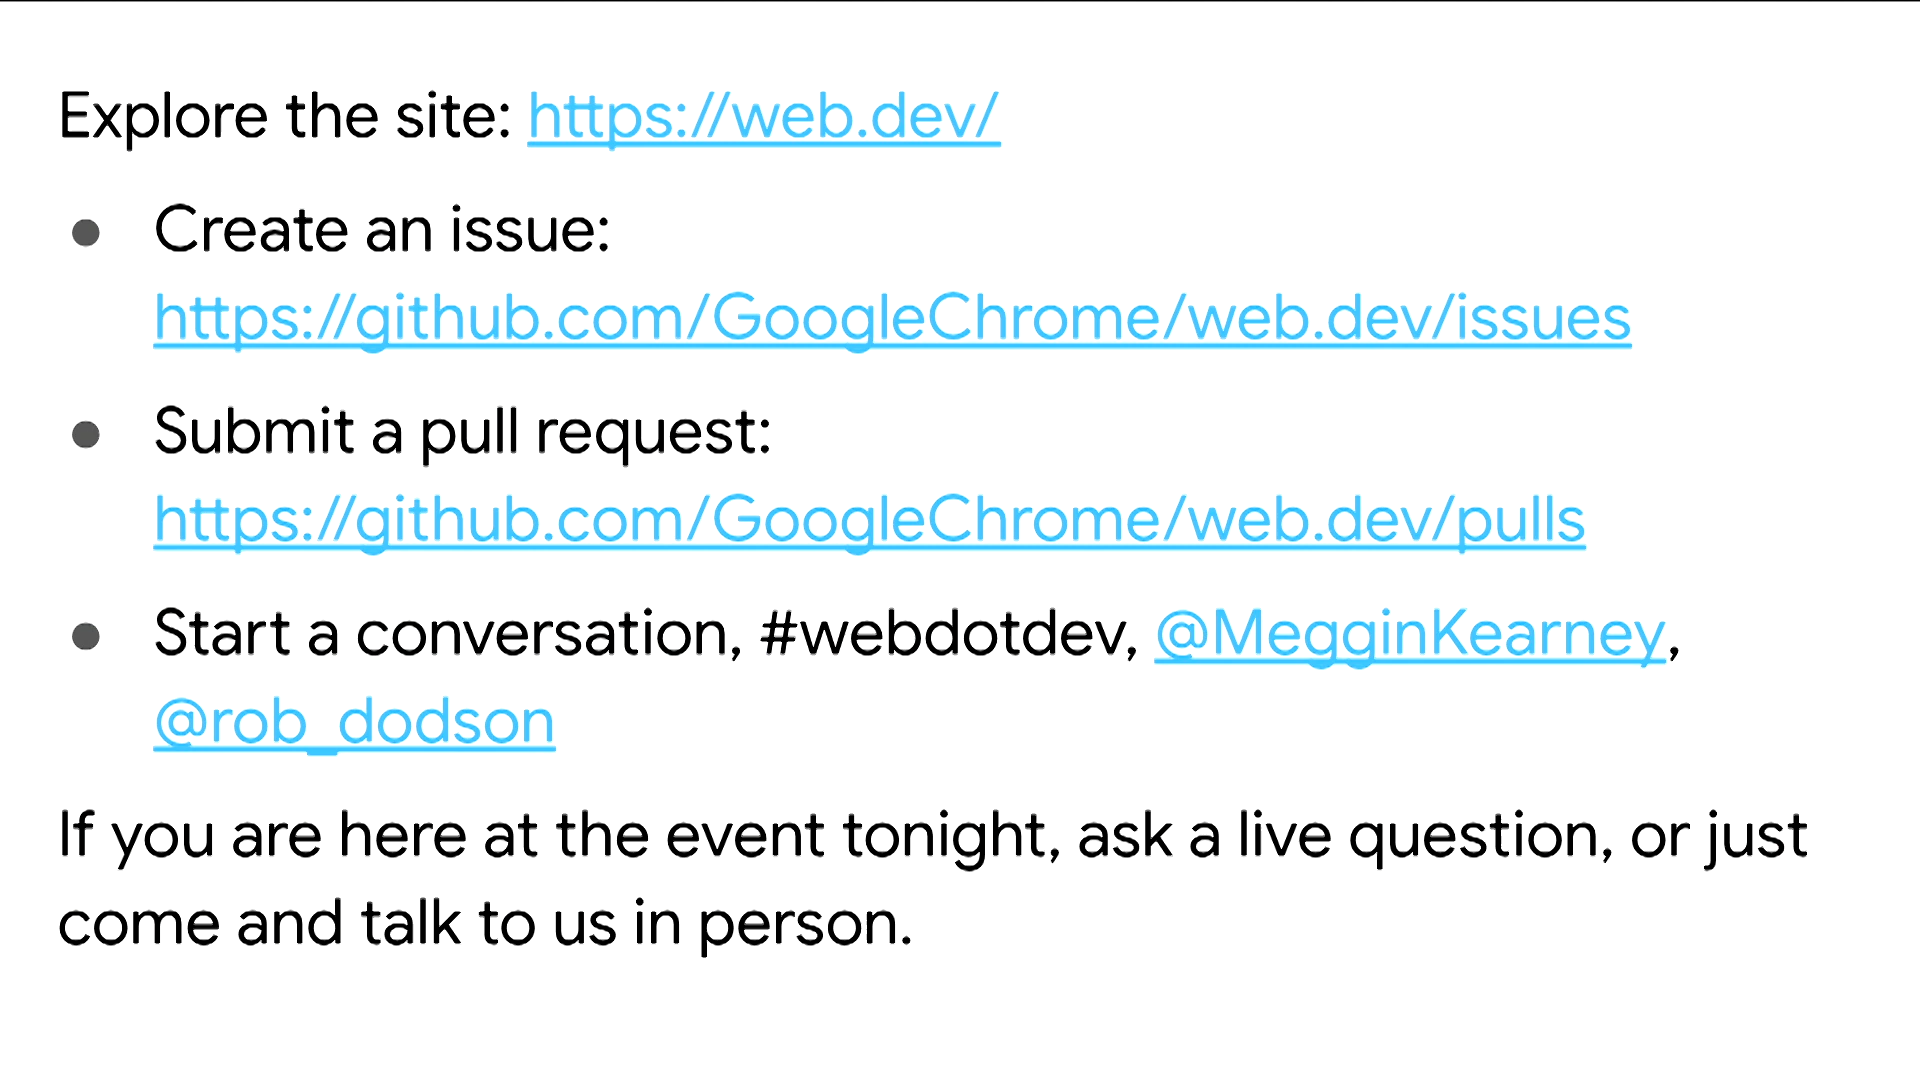 Explore the site: https://web.dev/
● Create an issue:
https://github.com/GoogleChrome/web.dev/issues
● Submit a pull request:
https://github.com/GoogleChrome/web.dev/pulls
● Start a conversation, #webdotdev, @MegginKearney,
@rob_dodson
If you are here at the event tonight, ask a live question, or just
come and talk to us in person.